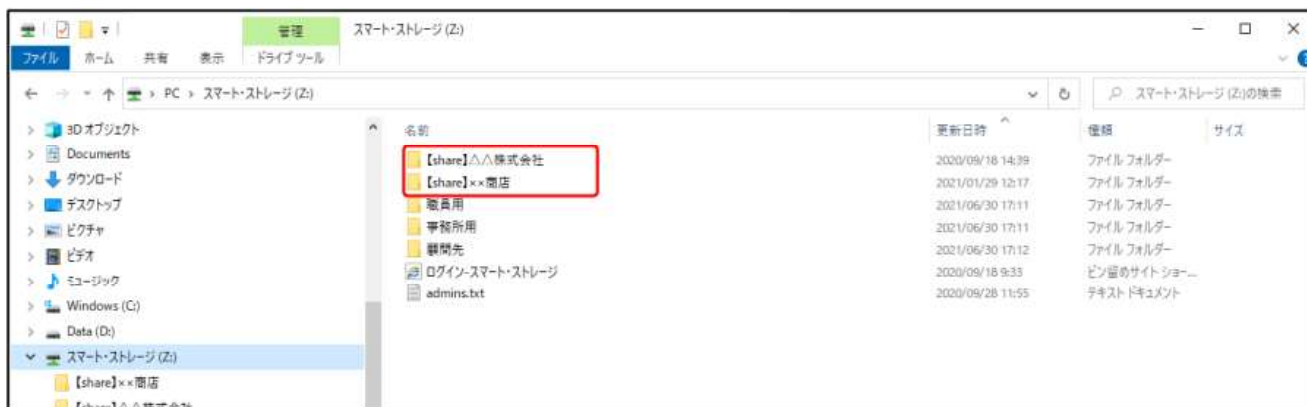 管理 スマート・ストレージ (Z:)
ファイル ホーム 共有 表示 ドライブ ツール
PC › スマート・ストレージ (Z:) スマート・ストレージ (Z:)の検索
3D オブジェクト
Documents
ダウンロード
デスクトップ
ピクチャ
ビデオ
ミュージック
Windows (C:)
Data (D:)
スマート・ストレージ (Z:)
【share】××商店
【share】△△株式会社
名前 更新日時 種類 サイズ
【share】△△株式会社 2020/09/18 14:39 ファイル フォルダー
【share】××商店 2021/01/29 12:17 ファイル フォルダー
職員用 2021/06/30 17:11 ファイル フォルダー
事務所用 2021/06/30 17:11 ファイル フォルダー
顧問先 2021/06/30 17:12 ファイル フォルダー
ログイン-スマート・ストレージ 2020/09/18 9:33 ピン留めサイト ショー...
admins.txt 2020/09/28 11:55 テキスト ドキュメント